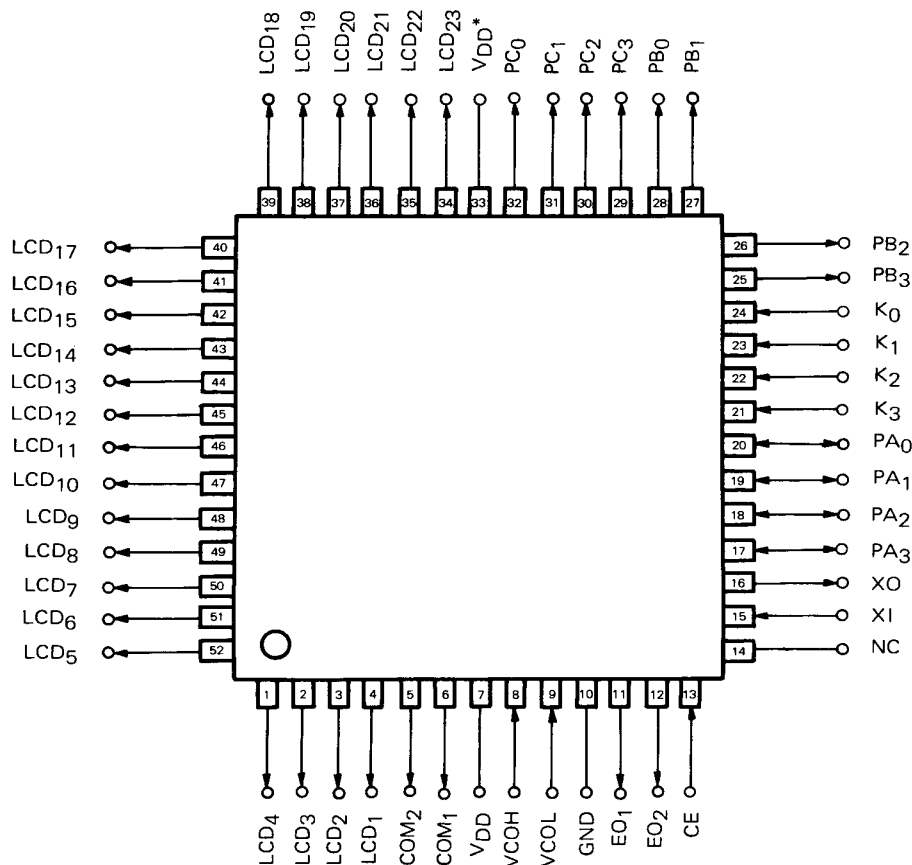 LCD18 LCD19 LCD20 LCD21 LCD22 LCD23 VDD* PC0 PC1 PC2 PC3 PB0 PB1
39 38 37 36 35 34 33 32 31 30 29 28 27
LCD17 40
LCD16 41
LCD15 42
LCD14 43
LCD13 44
LCD12 45
LCD11 46
LCD10 47
LCD9 48
LCD8 49
LCD7 50
LCD6 51
LCD5 52
26 PB2
25 PB3
24 K0
23 K1
22 K2
21 K3
20 PA0
19 PA1
18 PA2
17 PA3
16 XO
15 XI
14 NC
1 2 3 4 5 6 7 8 9 10 11 12 13
LCD4 LCD3 LCD2 LCD1 COM2 COM1 VDD VCOH VCOL GND EO1 EO2 CE